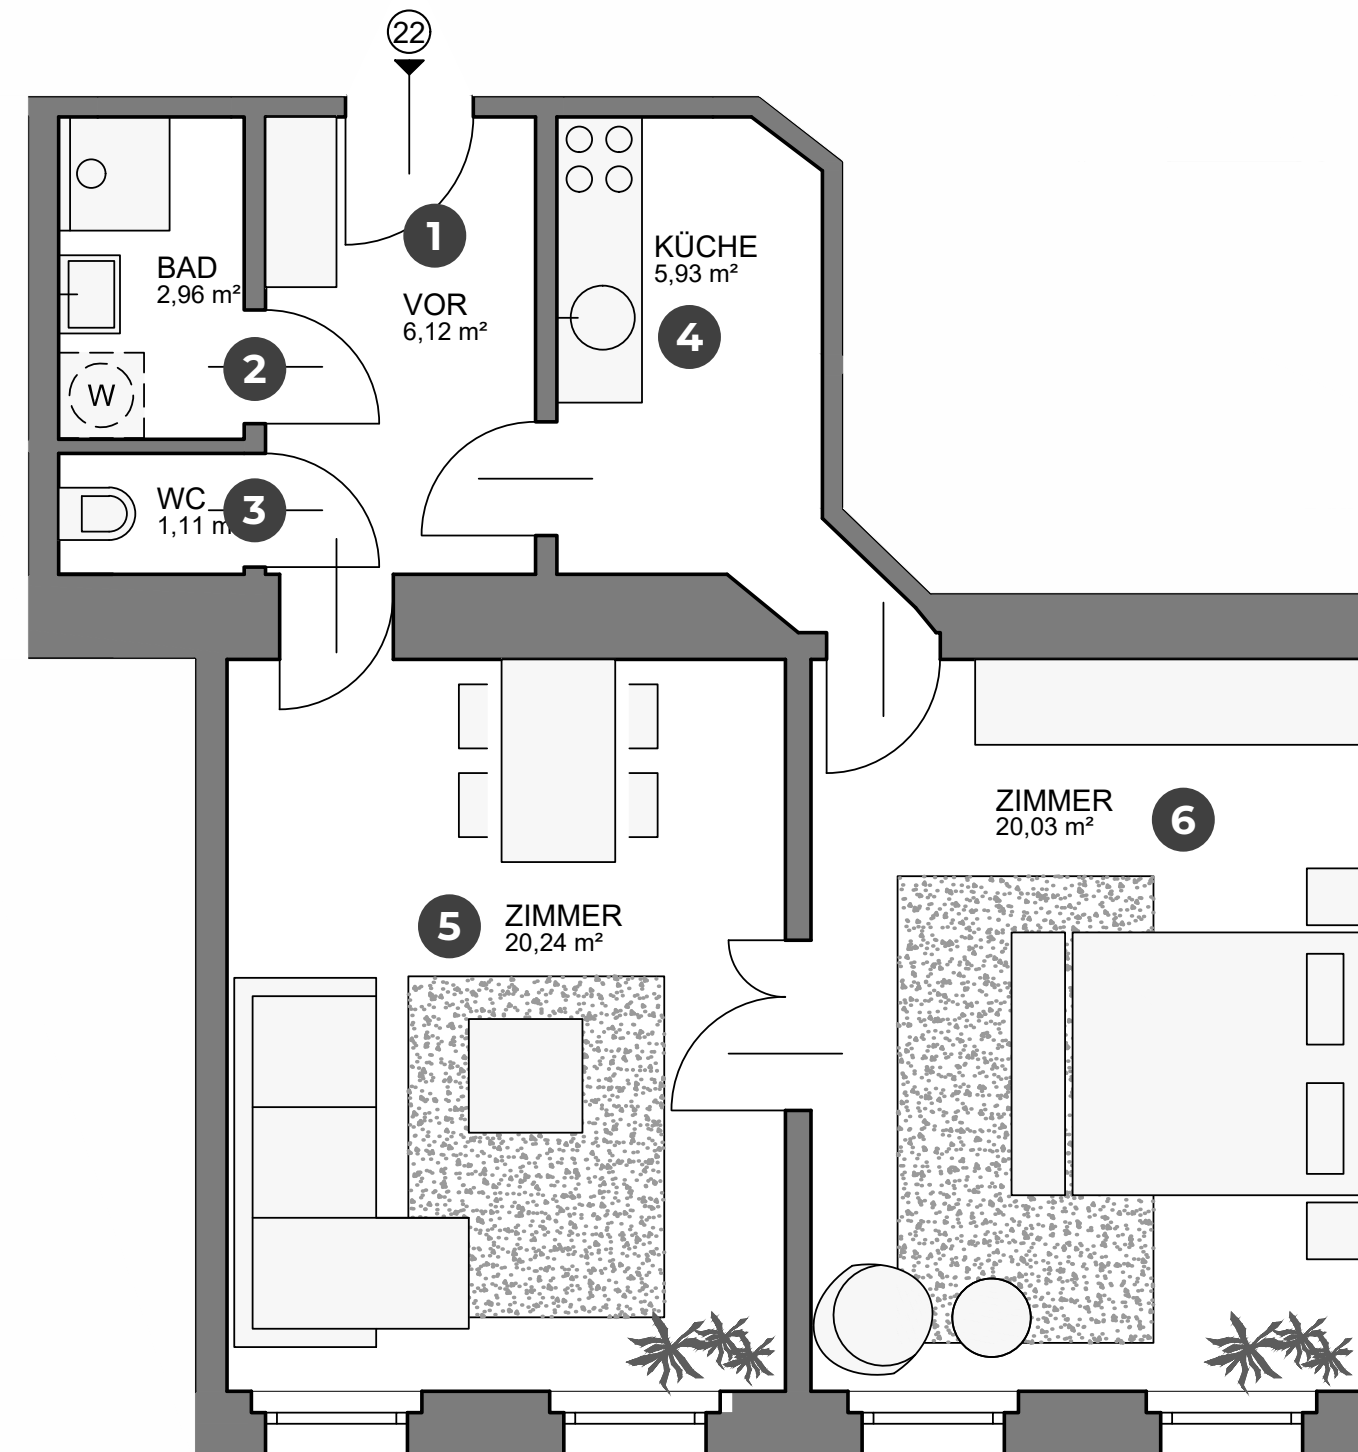 22
1
KÜCHE
5,93 m²
BAD
2,96 m²
VOR
6,12 m²
4
2
W
WC
1,11 m
3
ZIMMER
20,03 m²
6
5
ZIMMER
20,24 m²